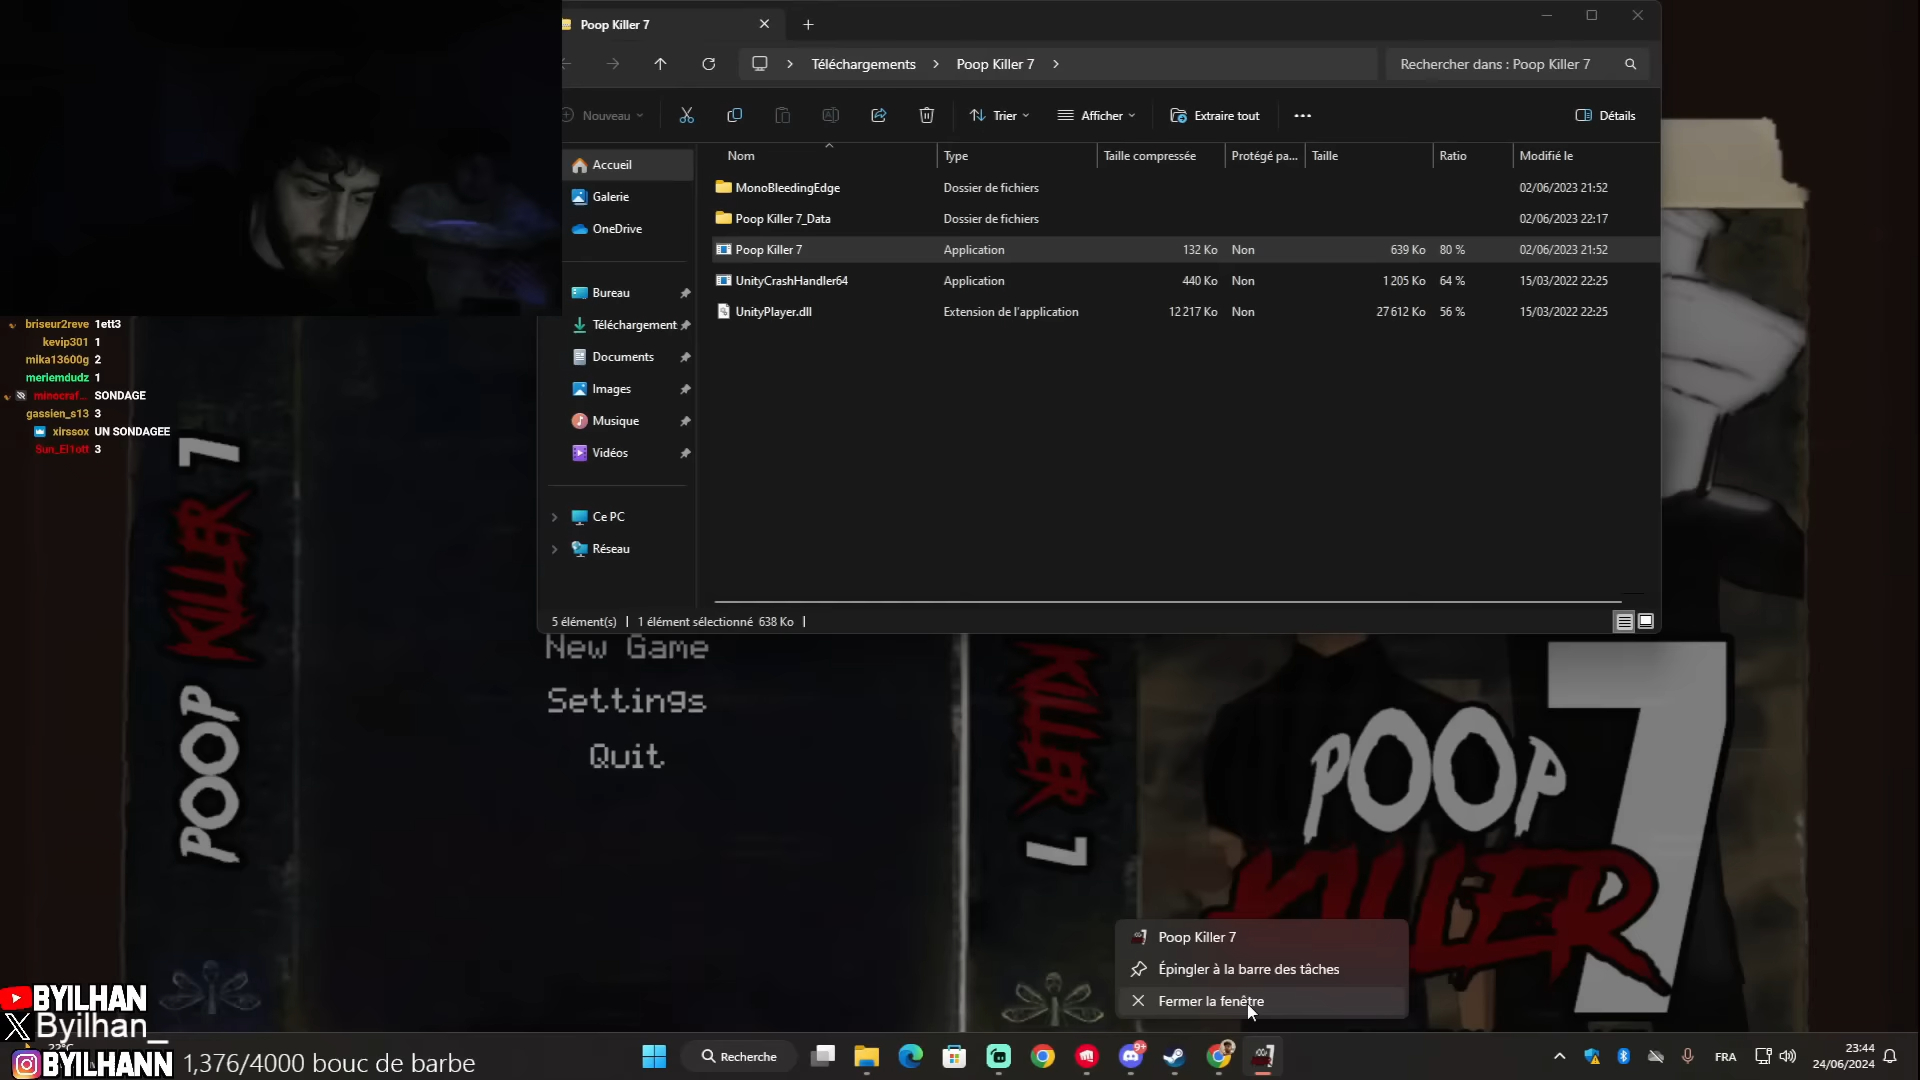 Poop Killer 7
Téléchargements > Poop Killer 7 >
Rechercher dans : Poop Killer 7
Nouveau
Trier
Afficher
Extraire tout
Détails
Nom Type Taille compressée Protégé pa... Taille Ratio Modifié le
MonoBleedingEdge Dossier de fichiers 02/06/2023 21:52
Poop Killer 7_Data Dossier de fichiers 02/06/2023 22:17
Poop Killer 7 Application 132 Ko Non 639 Ko 80 % 02/06/2023 21:52
UnityCrashHandler64 Application 440 Ko Non 1 205 Ko 64 % 15/03/2022 22:25
UnityPlayer.dll Extension de l'application 12 217 Ko Non 27 612 Ko 56 % 15/03/2022 22:25
Accueil
Galerie
OneDrive
Bureau
Téléchargement
Documents
Images
Musique
Vidéos
Ce PC
Réseau
5 élément(s) | 1 élément sélectionné 638 Ko |
briseur2reve 1ett3
kevip301 1
mika13600g 2
meriemdudz 1
minocraf... SONDAGE
gassien_s13 3
xirssox UN SONDAGEE
Sun_El1ott 3
POOP KILLER 7
New Game
Settings
Quit
KILLER 7
POOP
KILLER
7
Poop Killer 7
Épingler à la barre des tâches
Fermer la fenêtre
BYILHAN
Byilhan_
BYILHANN
1,376/4000 bouc de barbe
22°C
Recherche
9+
FRA
23:44
24/06/2024